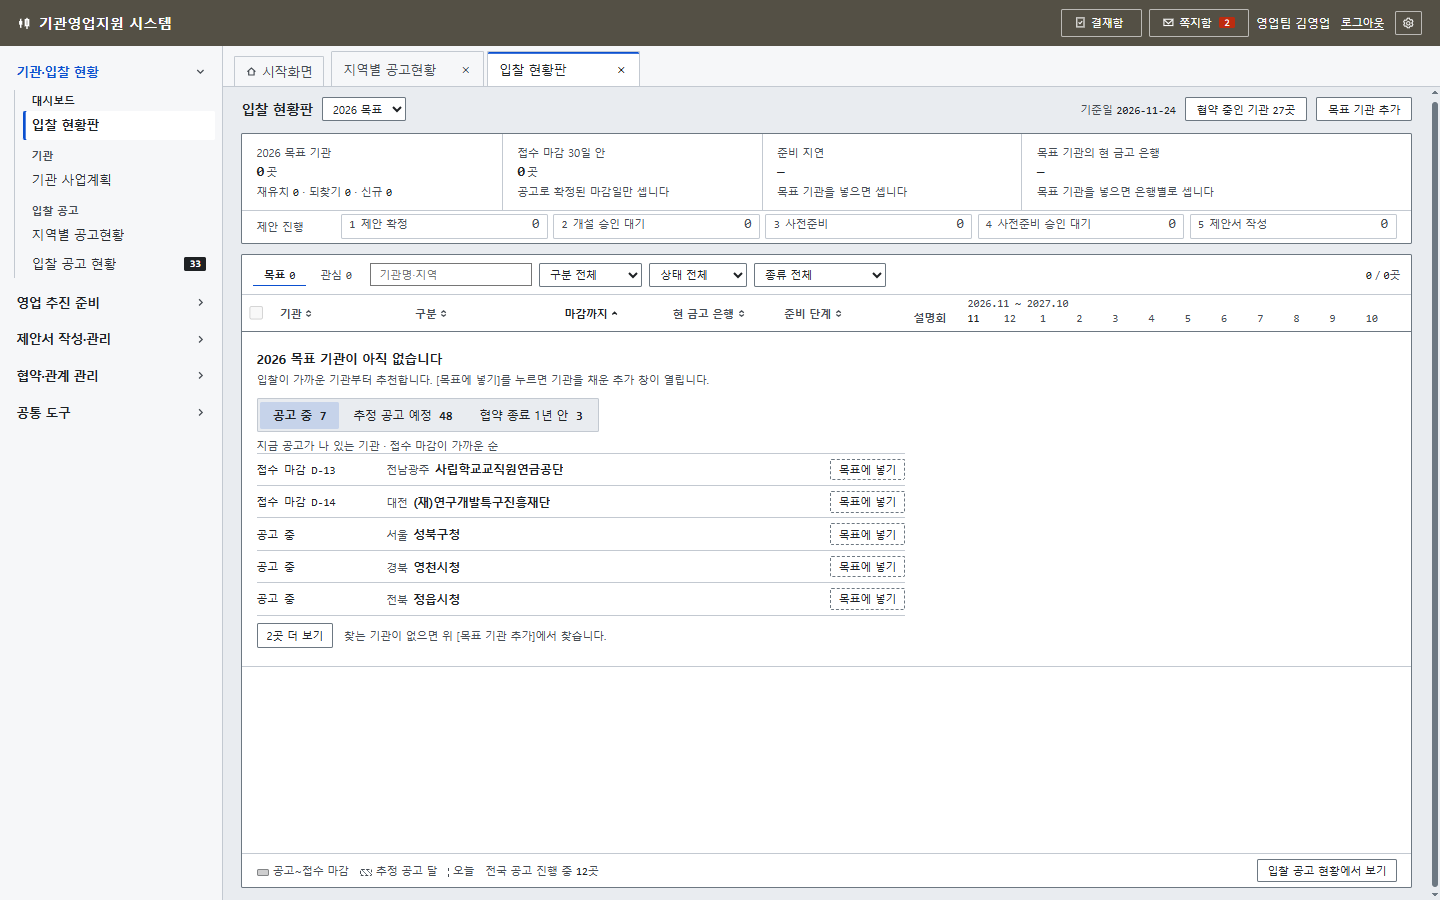 기관영업지원 시스템
결재함
쪽지함 2
영업팀 김영업
로그아웃
기관·입찰 현황
대시보드
입찰 현황판
기관
기관 사업계획
입찰 공고
지역별 공고현황
입찰 공고 현황 33
영업 추진 준비
제안서 작성·관리
협약·관계 관리
공통 도구
시작화면
지역별 공고현황 ×
입찰 현황판 ×
입찰 현황판 2026 목표
기준일 2026-11-24
협약 중인 기관 27곳
목표 기관 추가
2026 목표 기관
0곳
재유치 0 · 되찾기 0 · 신규 0
접수 마감 30일 안
0곳
공고로 확정된 마감일만 셉니다
준비 지연
–
목표 기관을 넣으면 셉니다
목표 기관의 현 금고 은행
–
목표 기관을 넣으면 은행별로 셉니다
제안 진행
1 제안 확정 0
2 개설 승인 대기 0
3 사전준비 0
4 사전준비 승인 대기 0
5 제안서 작성 0
목표 0
관심 0
기관명·지역
구분 전체
상태 전체
종류 전체
0 / 0곳
기관
구분
마감까지
현 금고 은행
준비 단계
설명회
2026.11 ~ 2027.10
11 12 1 2 3 4 5 6 7 8 9 10
2026 목표 기관이 아직 없습니다
입찰이 가까운 기관부터 추천합니다. [목표에 넣기]를 누르면 기관을 채운 추가 창이 열립니다.
공고 중 7
추정 공고 예정 48
협약 종료 1년 안 3
지금 공고가 나 있는 기관 · 접수 마감이 가까운 순
접수 마감 D-13 전남광주 사립학교교직원연금공단 목표에 넣기
접수 마감 D-14 대전 (재)연구개발특구진흥재단 목표에 넣기
공고 중 서울 성북구청 목표에 넣기
공고 중 경북 영천시청 목표에 넣기
공고 중 전북 정읍시청 목표에 넣기
2곳 더 보기 찾는 기관이 없으면 위 [목표 기관 추가]에서 찾습니다.
공고~접수 마감
추정 공고 달
오늘
전국 공고 진행 중 12곳
입찰 공고 현황에서 보기